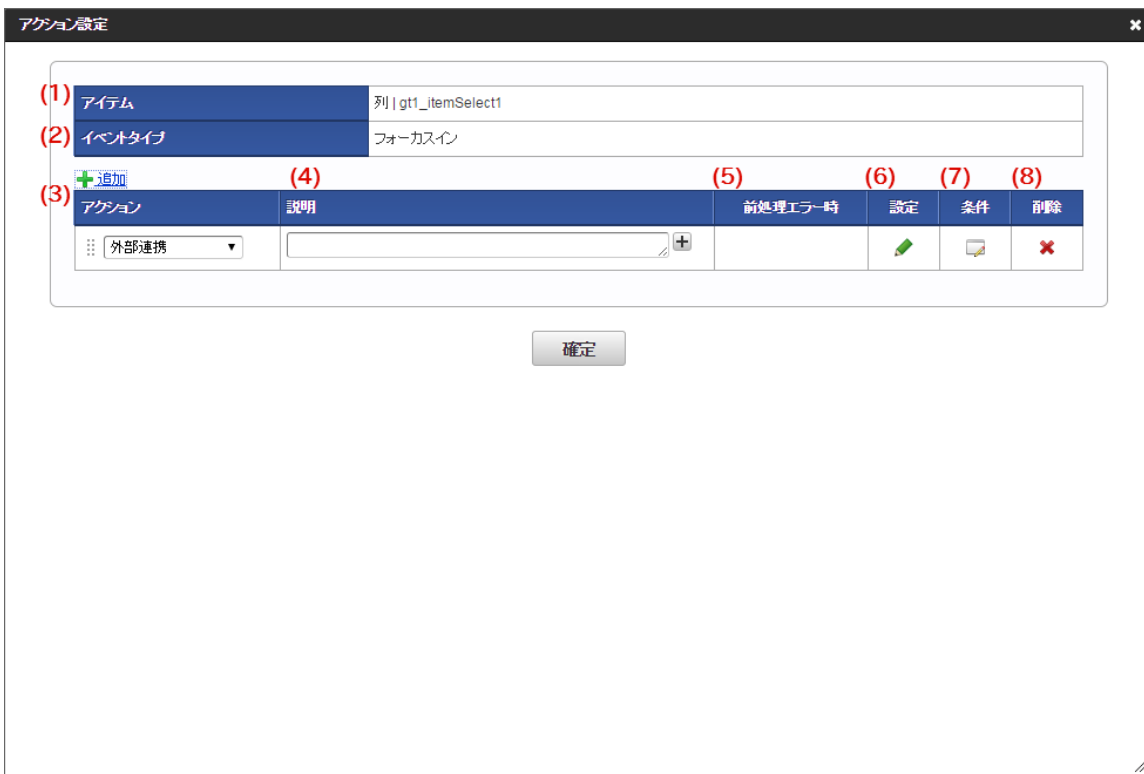 アクション設定
(1) アイテム 列 | gt1_itemSelect1
(2) イベントタイプ フォーカスイン
追加 (4) (5) (6) (7) (8)
(3) アクション 説明 前処理エラー時 設定 条件 削除
外部連携
確定